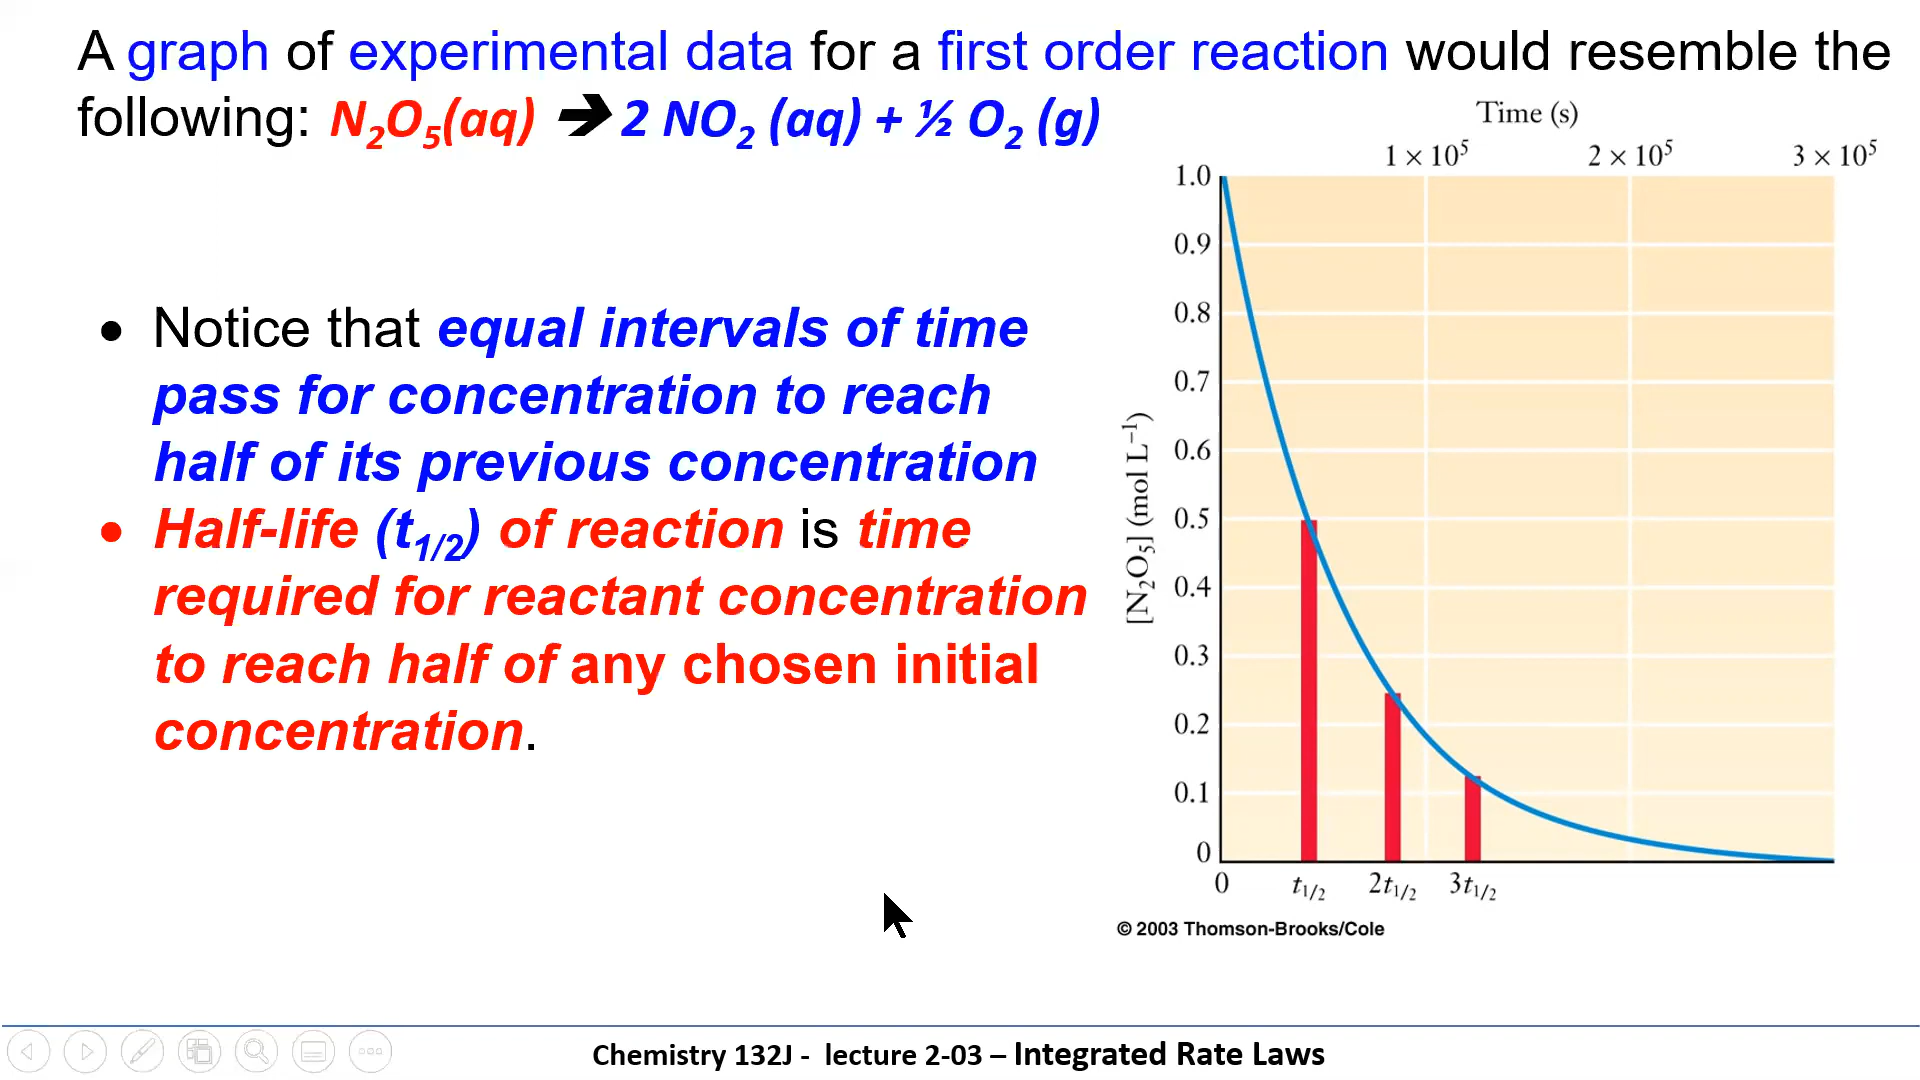 A graph of experimental data for a first order reaction would resemble the
following: N₂O₅(aq) ➔ 2 NO₂ (aq) + ½ O₂ (g)
• Notice that equal intervals of time
pass for concentration to reach
half of its previous concentration
• Half-life (t₁/₂) of reaction is time
required for reactant concentration
to reach half of any chosen initial
concentration.
Time (s)
1 × 10⁵ 2 × 10⁵ 3 × 10⁵
1.0
0.9
0.8
0.7
0.6
0.5
0.4
0.3
0.2
0.1
0
[N₂O₅] (mol L⁻¹)
0 t₁/₂ 2t₁/₂ 3t₁/₂
© 2003 Thomson-Brooks/Cole
Chemistry 132J - lecture 2-03 – Integrated Rate Laws